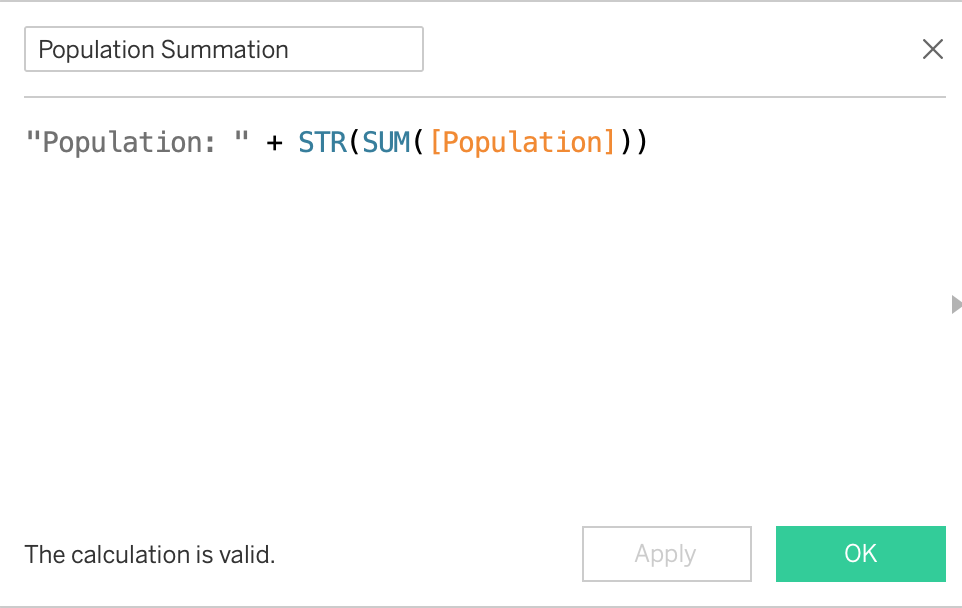 Population Summation
"Population: " + STR(SUM([Population]))
The calculation is valid.
Apply
OK